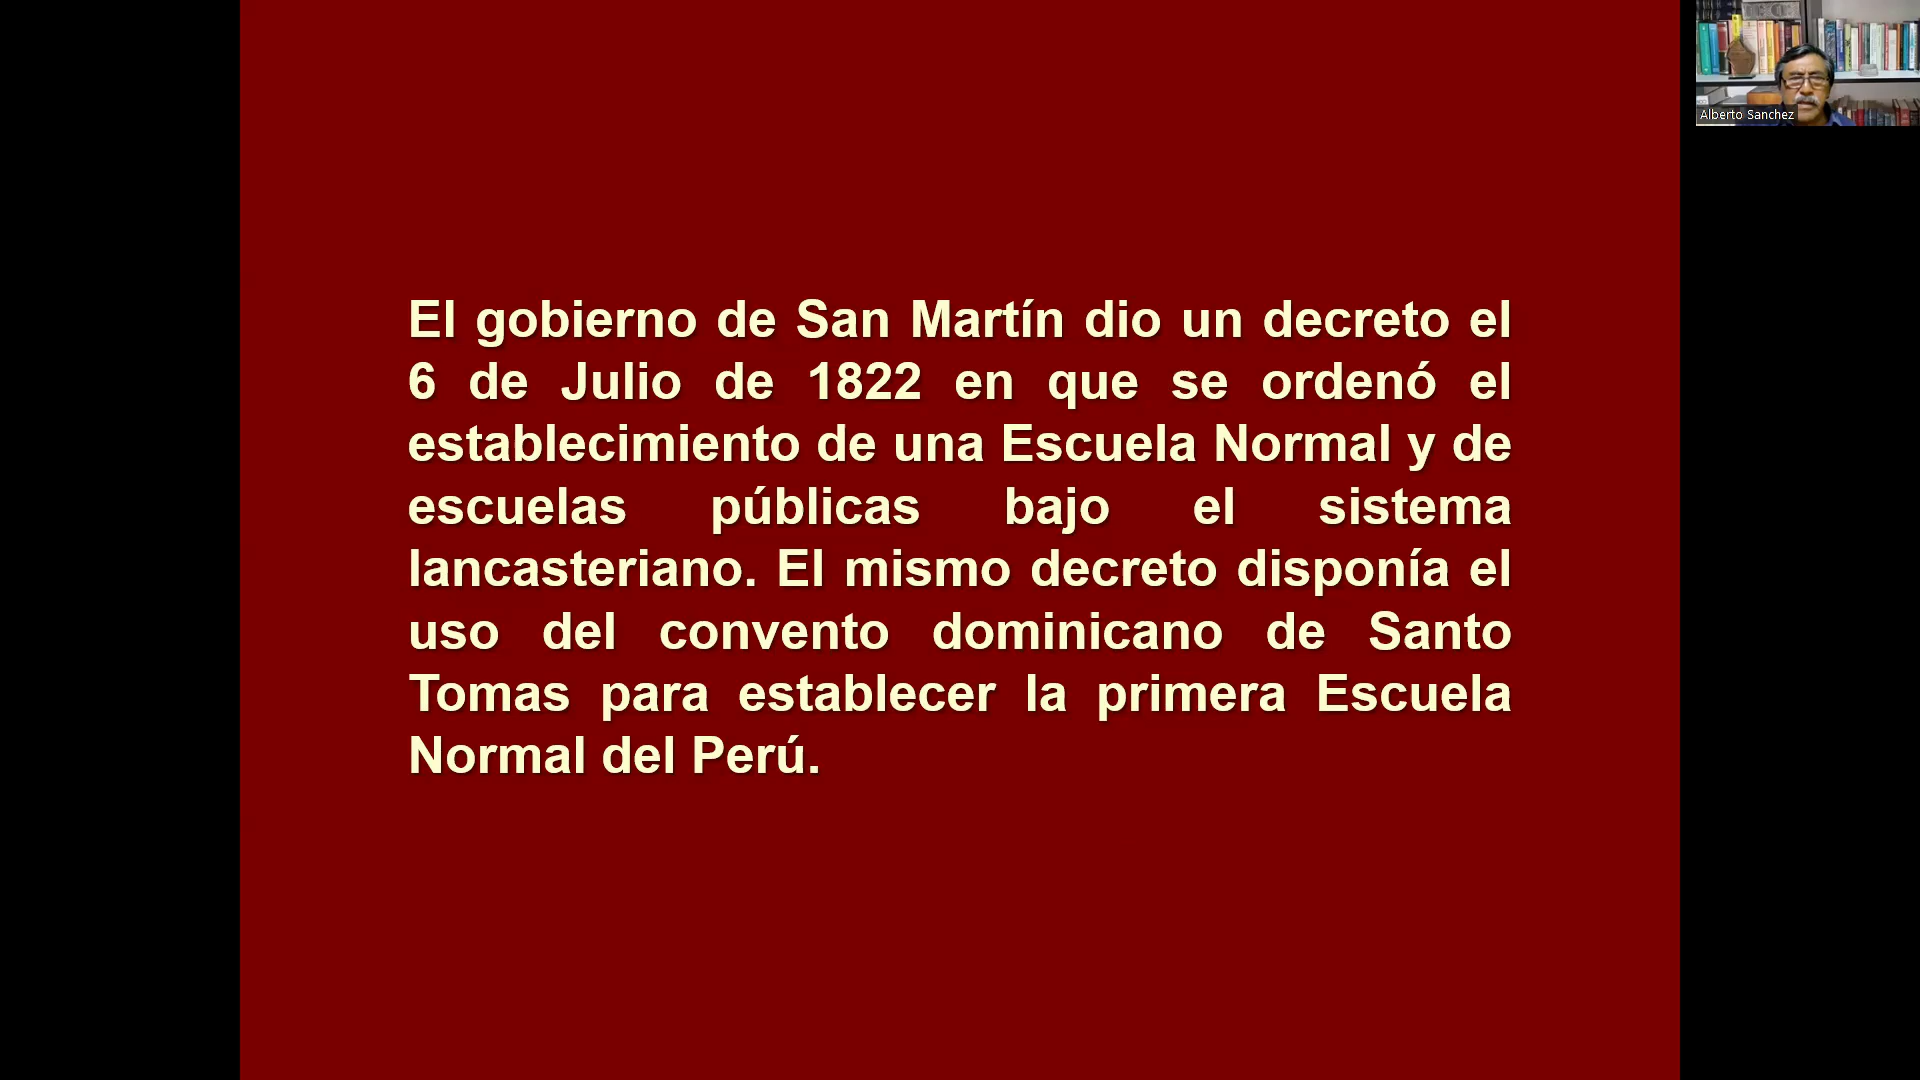 El gobierno de San Martín dio un decreto el
6 de Julio de 1822 en que se ordenó el
establecimiento de una Escuela Normal y de
escuelas públicas bajo el sistema
lancasteriano. El mismo decreto disponía el
uso del convento dominicano de Santo
Tomas para establecer la primera Escuela
Normal del Perú.
Alberto Sanchez